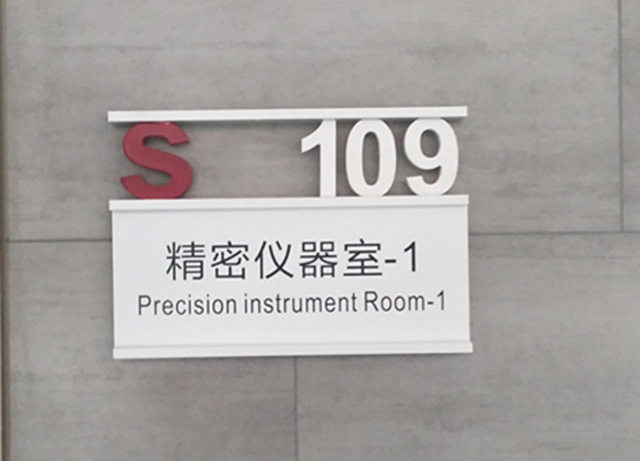 S 109
精密仪器室-1
Precision instrument Room-1